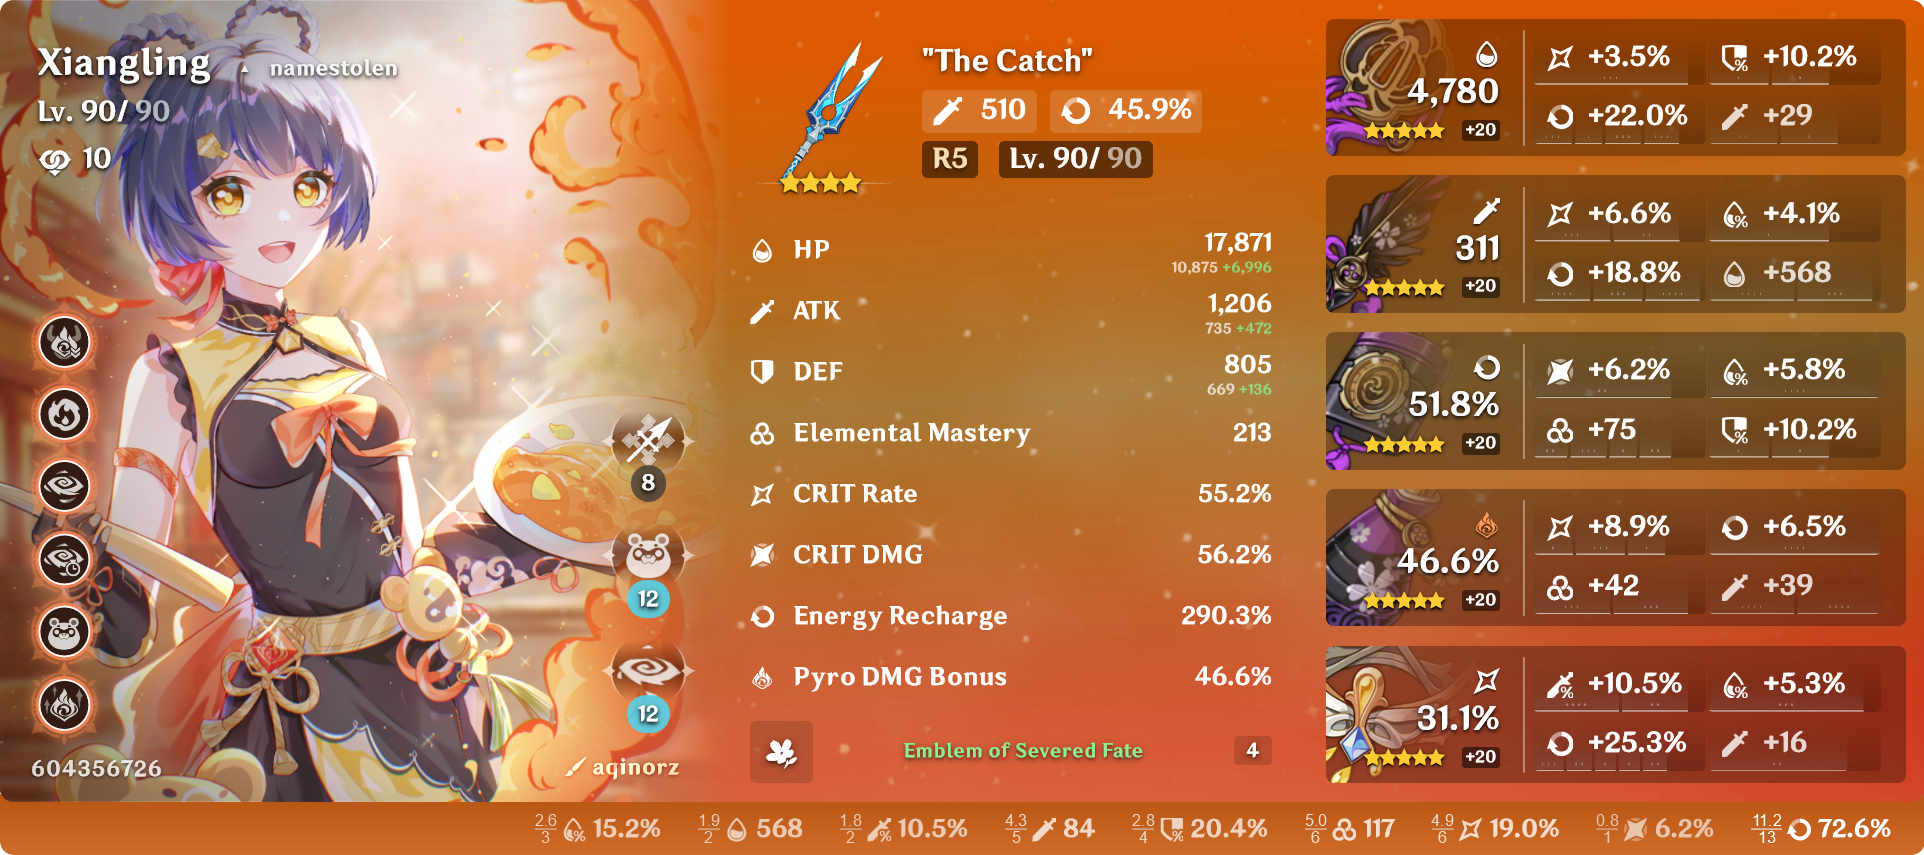 Xiangling ▲ namestolen
Lv. 90/ 90
10
8
12
12
604356726
aqinorz
"The Catch"
510 45.9%
R5 Lv. 90/ 90
HP 17,871
10,875 +6,996
ATK 1,206
735 +472
DEF 805
669 +136
Elemental Mastery 213
CRIT Rate 55.2%
CRIT DMG 56.2%
Energy Recharge 290.3%
Pyro DMG Bonus 46.6%
Emblem of Severed Fate 4
4,780
+20
+3.5% +10.2%
+22.0% +29
311
+20
+6.6% +4.1%
+18.8% +568
51.8%
+20
+6.2% +5.8%
+75 +10.2%
46.6%
+20
+8.9% +6.5%
+42 +39
31.1%
+20
+10.5% +5.3%
+25.3% +16
2.6 3 15.2% 1.9 2 568 1.8 2 10.5% 4.3 5 84 2.8 4 20.4% 5.0 6 117 4.9 6 19.0% 0.8 1 6.2% 11.2 13 72.6%